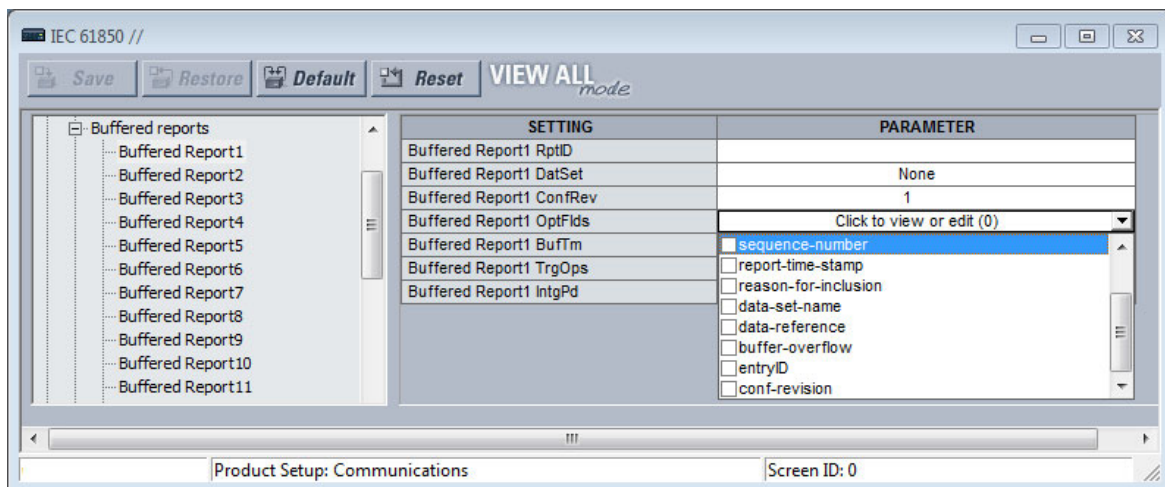 IEC 61850 //
Save Restore Default Reset VIEW ALL mode
Buffered reports
Buffered Report1
Buffered Report2
Buffered Report3
Buffered Report4
Buffered Report5
Buffered Report6
Buffered Report7
Buffered Report8
Buffered Report9
Buffered Report10
Buffered Report11
SETTING PARAMETER
Buffered Report1 RptID
Buffered Report1 DatSet None
Buffered Report1 ConfRev 1
Buffered Report1 OptFlds Click to view or edit (0)
Buffered Report1 BufTm
Buffered Report1 TrgOps
Buffered Report1 IntgPd
sequence-number
report-time-stamp
reason-for-inclusion
data-set-name
data-reference
buffer-overflow
entryID
conf-revision
Product Setup: Communications Screen ID: 0